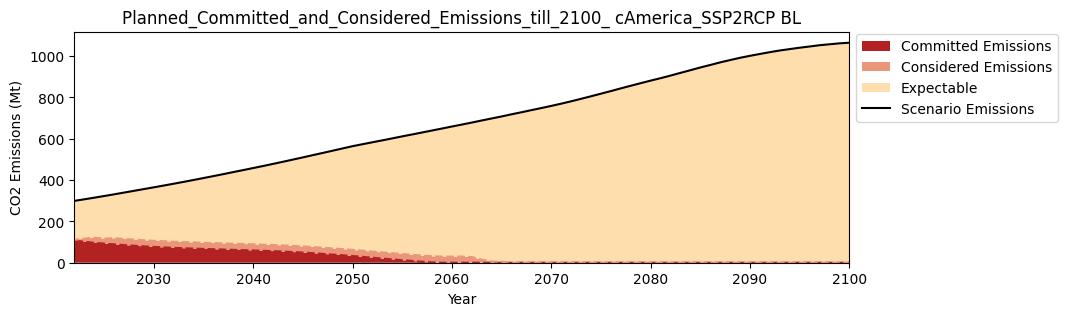 Planned_Committed_and_Considered_Emissions_till_2100_ cAmerica_SSP2RCP BL
CO2 Emissions (Mt)
1000
800
600
400
200
0
2030 2040 2050 2060 2070 2080 2090 2100
Year
Committed Emissions
Considered Emissions
Expectable
Scenario Emissions